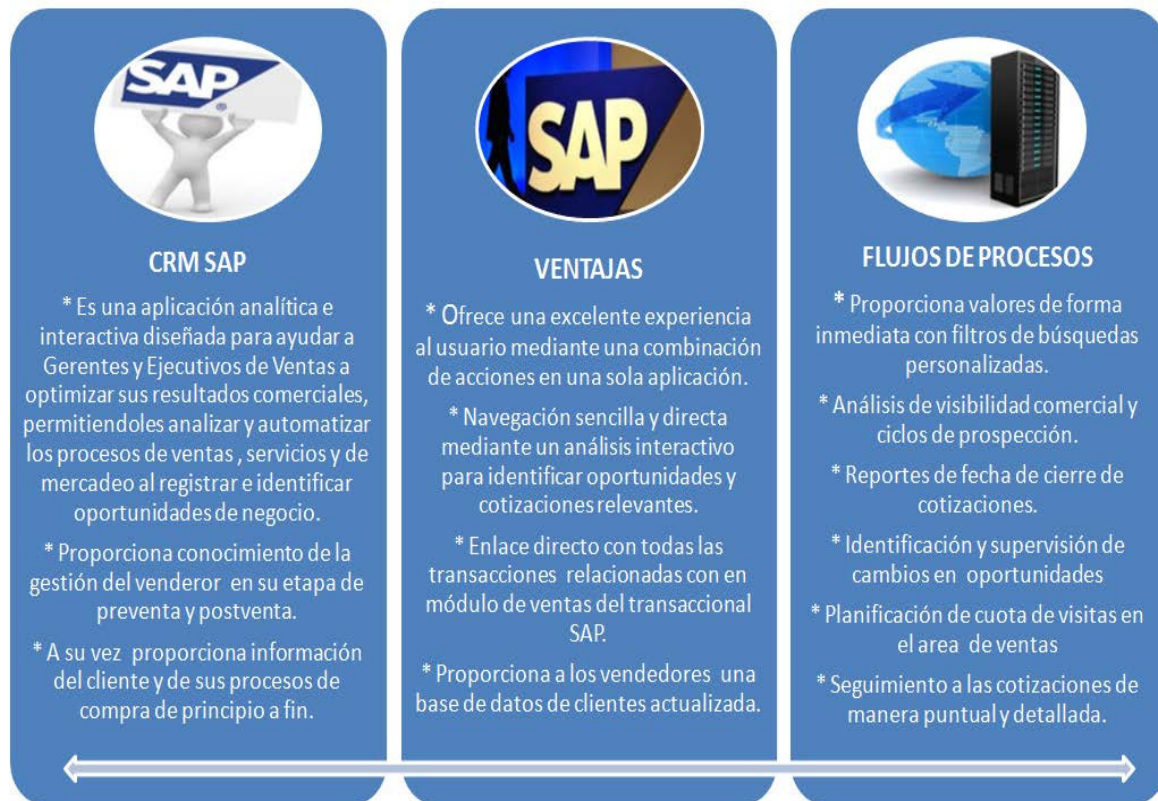 SAP
CRM SAP
* Es una aplicación analítica e
interactiva diseñada para ayudar a
Gerentes y Ejecutivos de Ventas a
optimizar sus resultados comerciales,
permitiendoles analizar y automatizar
los procesos de ventas , servicios y de
mercadeo al registrar e identificar
oportunidades de negocio.
* Proporciona conocimiento de la
gestión del venderor en su etapa de
preventa y postventa.
* A su vez proporciona información
del cliente y de sus procesos de
compra de principio a fin.
SAP
VENTAJAS
* Ofrece una excelente experiencia
al usuario mediante una combinación
de acciones en una sola aplicación.
* Navegación sencilla y directa
mediante un análisis interactivo
para identificar oportunidades y
cotizaciones relevantes.
* Enlace directo con todas las
transacciones relacionadas con en
módulo de ventas del transaccional
SAP.
* Proporciona a los vendedores una
base de datos de clientes actualizada.
FLUJOS DE PROCESOS
* Proporciona valores de forma
inmediata con filtros de búsquedas
personalizadas.
* Análisis de visibilidad comercial y
ciclos de prospección.
* Reportes de fecha de cierre de
cotizaciones.
* Identificación y supervisión de
cambios en oportunidades
* Planificación de cuota de visitas en
el area de ventas
* Seguimiento a las cotizaciones de
manera puntual y detallada.